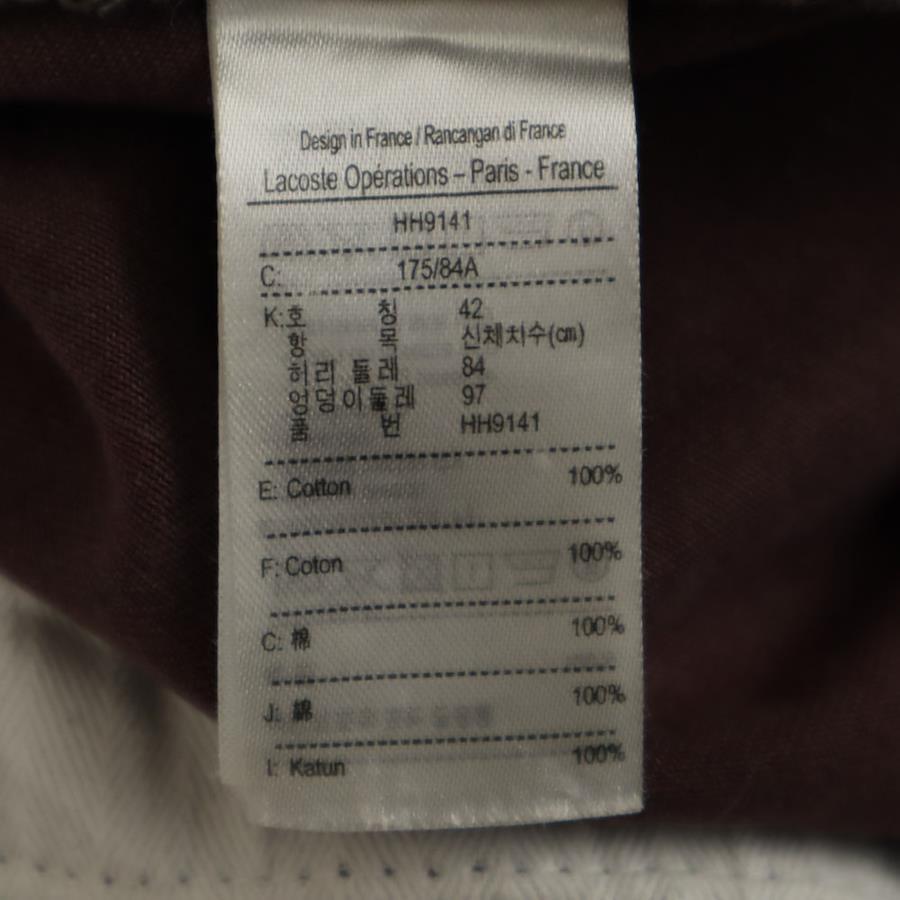 Design in France / Rancangan di France
Lacoste Opérations – Paris - France
HH9141
C: 175/84A
K: 호 칭 42
항 목 신체치수(㎝)
허리 둘레 84
엉덩이둘레 97
품 번 HH9141
E: Cotton 100%
F: Coton 100%
C: 棉 100%
J: 綿 100%
I: Katun 100%